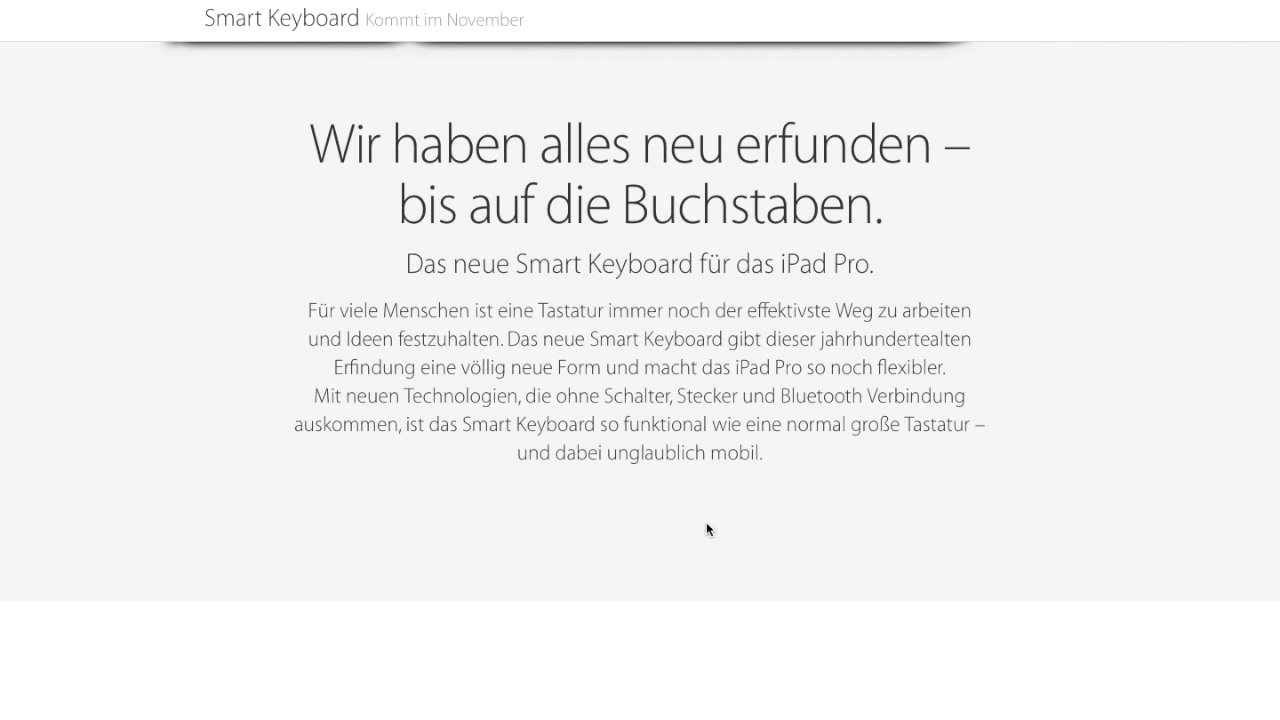 Smart Keyboard Kommt im November
Wir haben alles neu erfunden –
bis auf die Buchstaben.
Das neue Smart Keyboard für das iPad Pro.
Für viele Menschen ist eine Tastatur immer noch der effektivste Weg zu arbeiten
und Ideen festzuhalten. Das neue Smart Keyboard gibt dieser jahrhundertealten
Erfindung eine völlig neue Form und macht das iPad Pro so noch flexibler.
Mit neuen Technologien, die ohne Schalter, Stecker und Bluetooth Verbindung
auskommen, ist das Smart Keyboard so funktional wie eine normal große Tastatur –
und dabei unglaublich mobil.